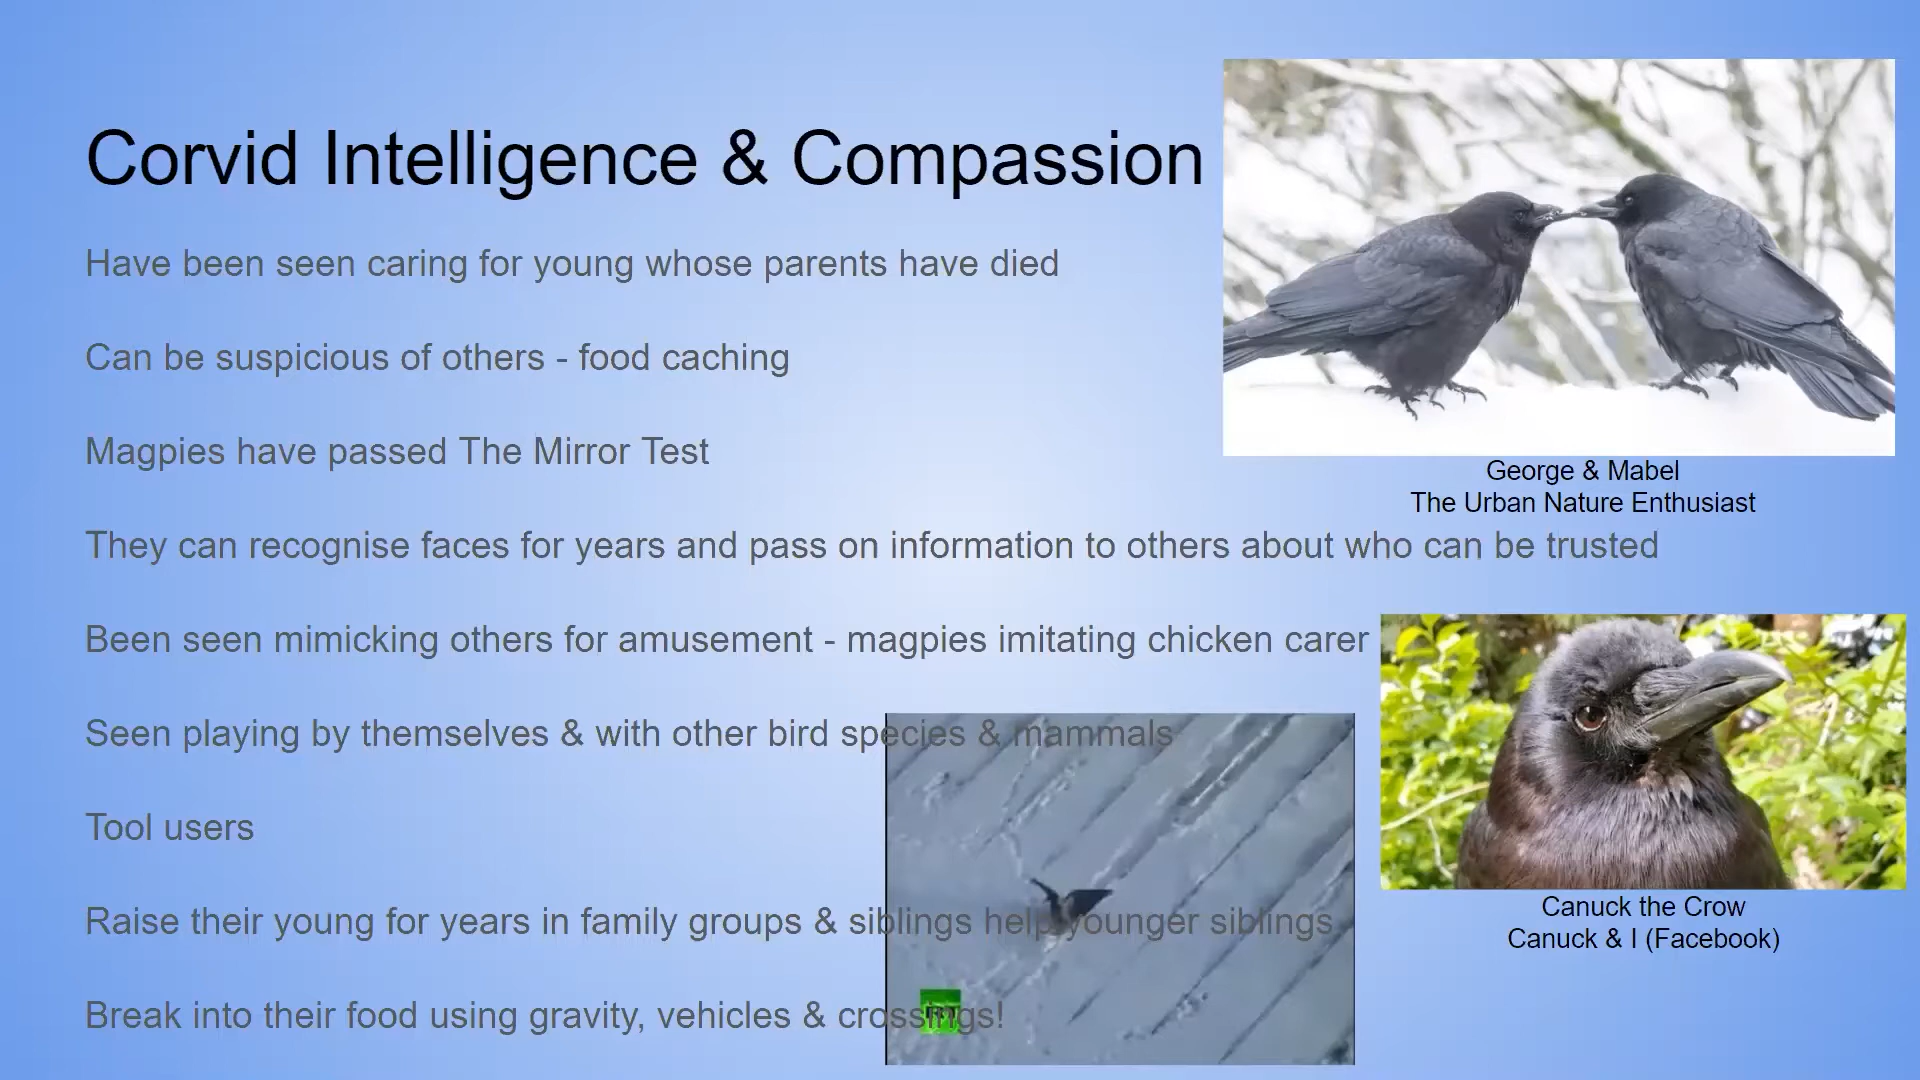 Corvid Intelligence & Compassion
Have been seen caring for young whose parents have died
Can be suspicious of others - food caching
Magpies have passed The Mirror Test
George & Mabel
The Urban Nature Enthusiast
They can recognise faces for years and pass on information to others about who can be trusted
Been seen mimicking others for amusement - magpies imitating chicken carer
Seen playing by themselves & with other bird species & mammals
Tool users
Raise their young for years in family groups & siblings help younger siblings
Canuck the Crow
Canuck & I (Facebook)
Break into their food using gravity, vehicles & crossings!
RT